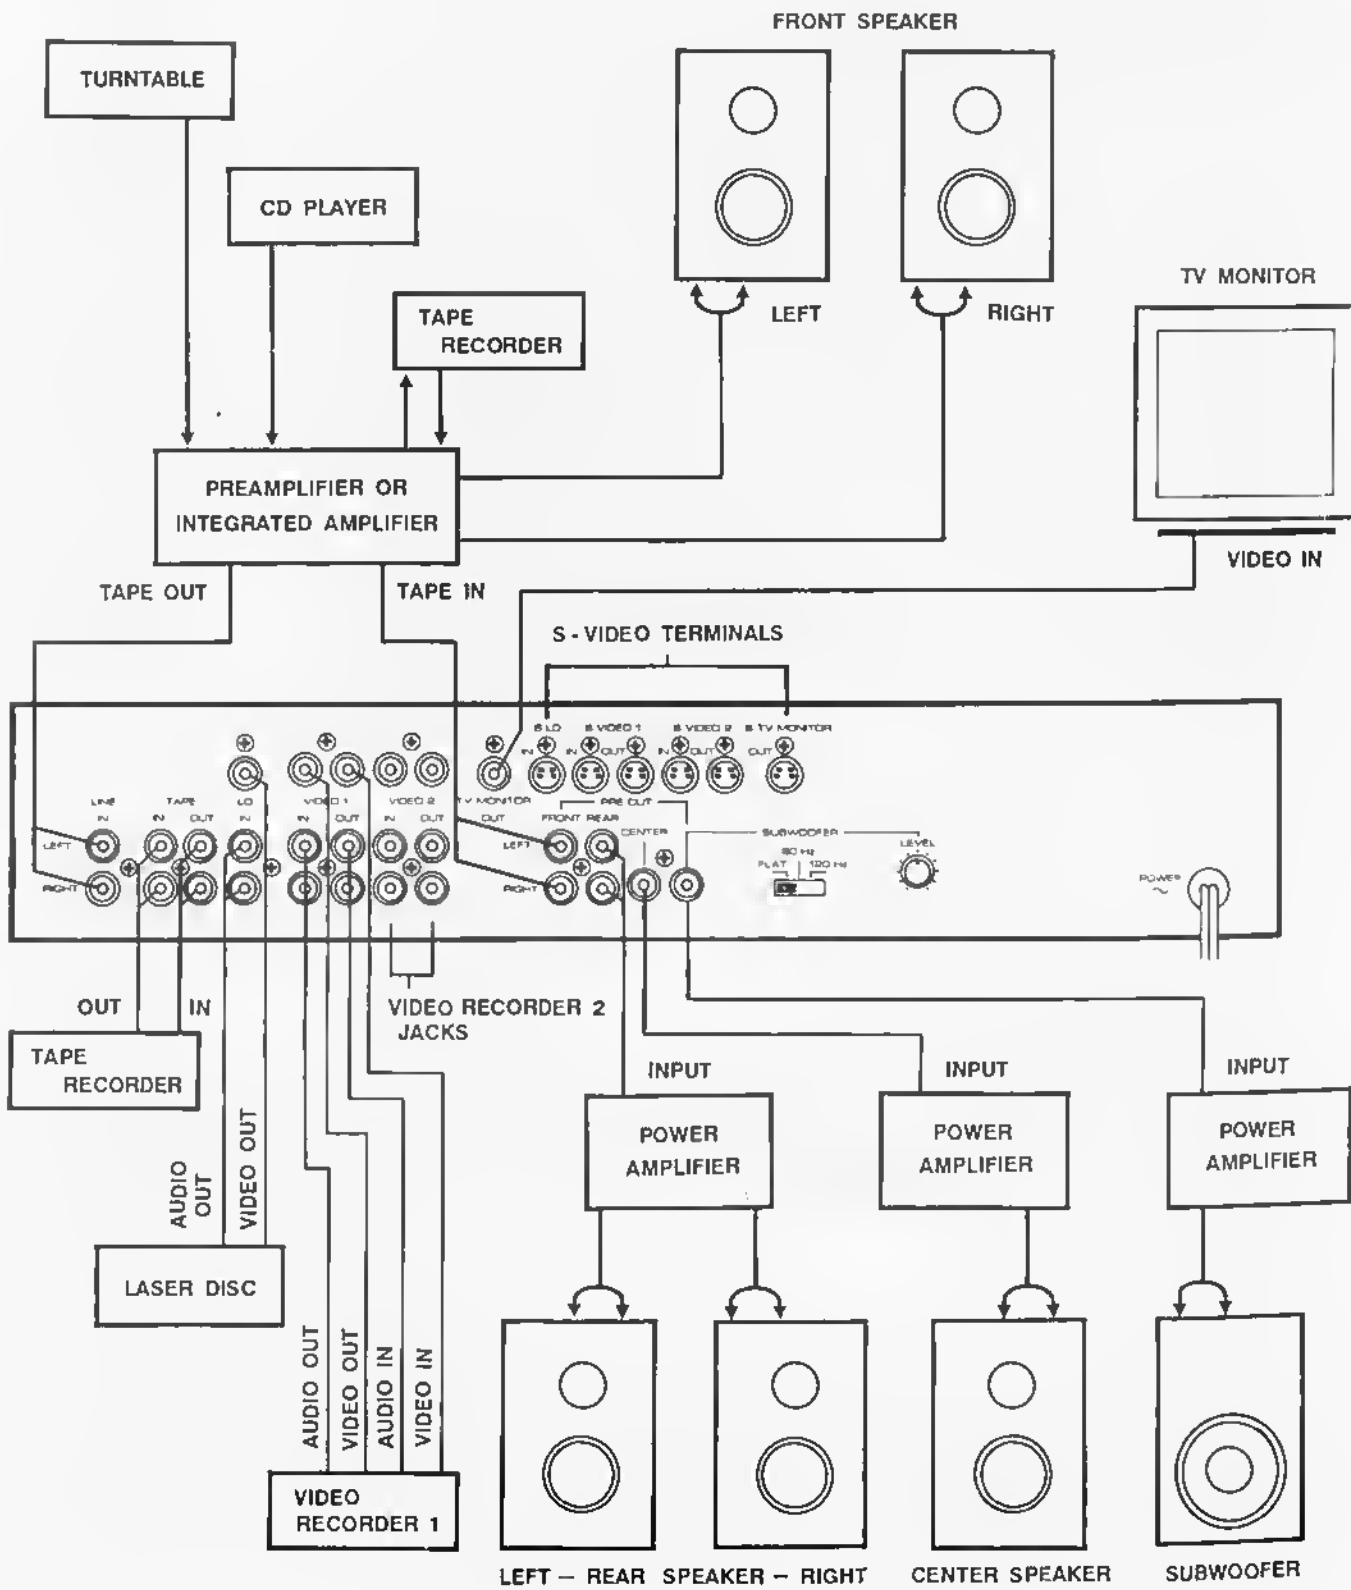 FRONT SPEAKER
TURNTABLE
CD PLAYER
TAPE
RECORDER
LEFT
RIGHT
TV MONITOR
PREAMPLIFIER OR
INTEGRATED AMPLIFIER
VIDEO IN
TAPE OUT
TAPE IN
S - VIDEO TERMINALS
S LD
S VIDEO 1
S VIDEO 2
S TV MONITOR
IN
IN
OUT
IN
OUT
OUT
LINE
TAPE
LD
VIDEO 1
VIDEO 2
TV MONITOR
PRE OUT
IN
IN
OUT
IN
IN
OUT
IN
OUT
OUT
FRONT
REAR
CENTER
SUBWOOFER
LEVEL
LEFT
LEFT
80 Hz
FLAT
120 Hz
RIGHT
RIGHT
POWER
~
OUT
IN
VIDEO RECORDER 2
JACKS
TAPE
RECORDER
INPUT
INPUT
INPUT
POWER
AMPLIFIER
POWER
AMPLIFIER
POWER
AMPLIFIER
AUDIO
OUT
VIDEO OUT
LASER DISC
AUDIO OUT
VIDEO OUT
AUDIO IN
VIDEO IN
VIDEO
RECORDER 1
LEFT – REAR SPEAKER – RIGHT
CENTER SPEAKER
SUBWOOFER